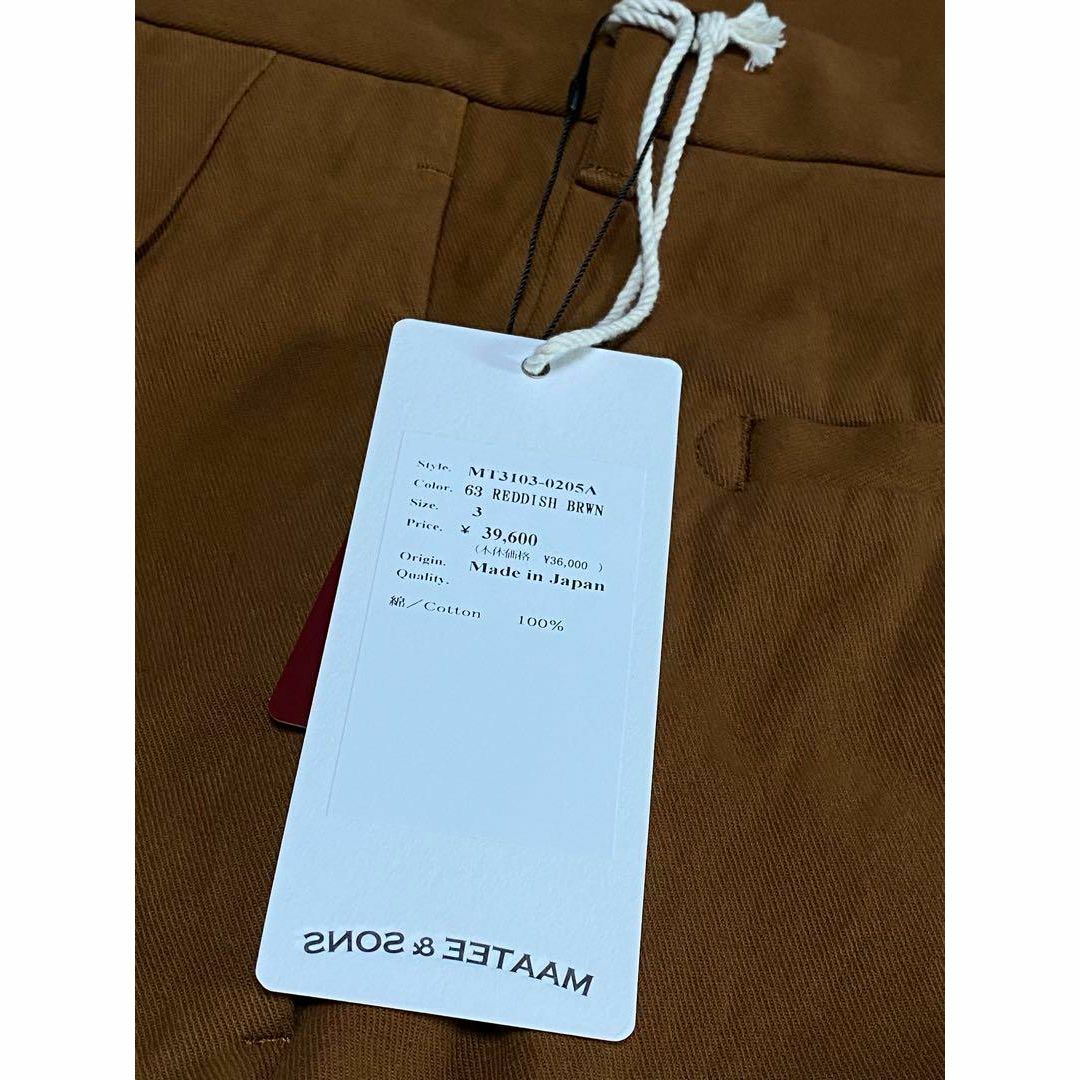 Style. MT3103-0205A
Color. 63 REDDISH BRWN
Size. 3
Price. ¥ 39,600
(本体価格 ¥36,000 )
Origin. Made in Japan
Quality.
綿/Cotton 100%
MAATEE & SONS